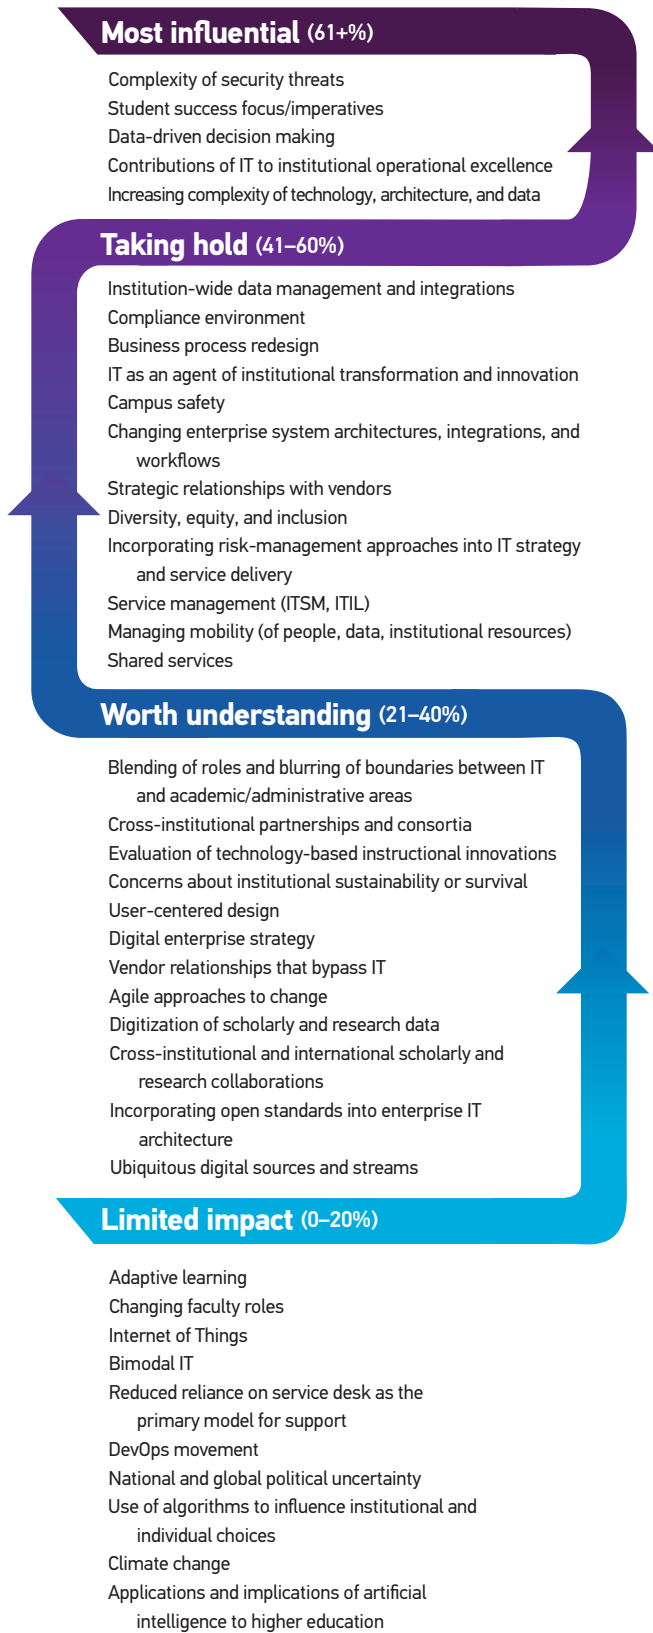 Most influential (61+%)
Complexity of security threats
Student success focus/imperatives
Data-driven decision making
Contributions of IT to institutional operational excellence
Increasing complexity of technology, architecture, and data
Taking hold (41–60%)
Institution-wide data management and integrations
Compliance environment
Business process redesign
IT as an agent of institutional transformation and innovation
Campus safety
Changing enterprise system architectures, integrations, and
workflows
Strategic relationships with vendors
Diversity, equity, and inclusion
Incorporating risk-management approaches into IT strategy
and service delivery
Service management (ITSM, ITIL)
Managing mobility (of people, data, institutional resources)
Shared services
Worth understanding (21–40%)
Blending of roles and blurring of boundaries between IT
and academic/administrative areas
Cross-institutional partnerships and consortia
Evaluation of technology-based instructional innovations
Concerns about institutional sustainability or survival
User-centered design
Digital enterprise strategy
Vendor relationships that bypass IT
Agile approaches to change
Digitization of scholarly and research data
Cross-institutional and international scholarly and
research collaborations
Incorporating open standards into enterprise IT
architecture
Ubiquitous digital sources and streams
Limited impact (0–20%)
Adaptive learning
Changing faculty roles
Internet of Things
Bimodal IT
Reduced reliance on service desk as the
primary model for support
DevOps movement
National and global political uncertainty
Use of algorithms to influence institutional and
individual choices
Climate change
Applications and implications of artificial
intelligence to higher education